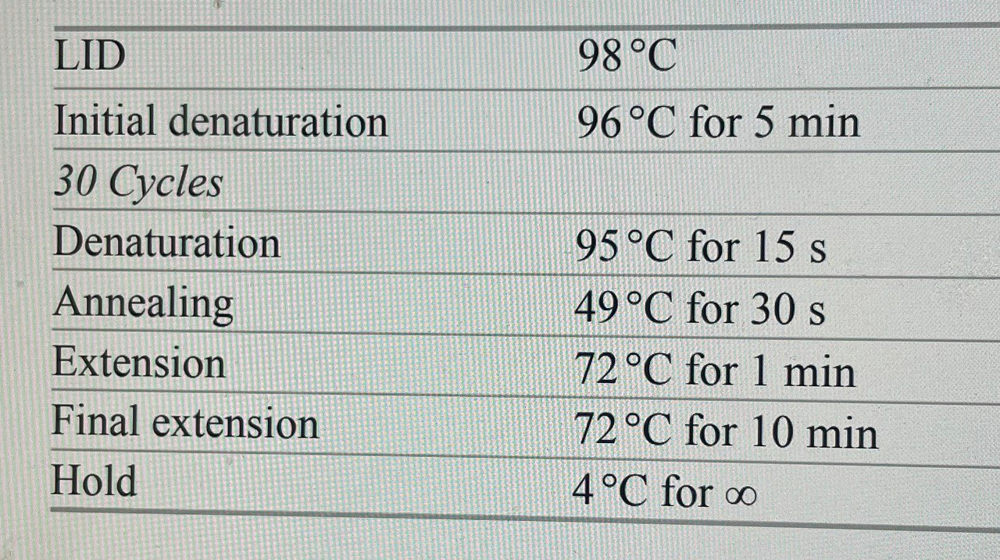 LID 98 °C
Initial denaturation 96 °C for 5 min
30 Cycles
Denaturation 95 °C for 15 s
Annealing 49 °C for 30 s
Extension 72 °C for 1 min
Final extension 72 °C for 10 min
Hold 4 °C for ∞